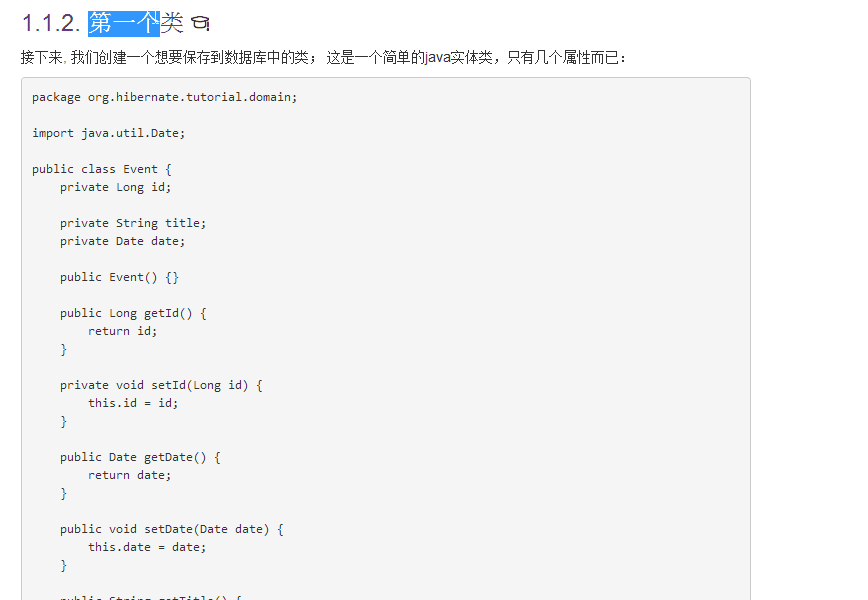 1.1.2. 第一个类
接下来, 我们创建一个想要保存到数据库中的类； 这是一个简单的java实体类，只有几个属性而已：
package org.hibernate.tutorial.domain;
import java.util.Date;
public class Event {
private Long id;
private String title;
private Date date;
public Event() {}
public Long getId() {
return id;
}
private void setId(Long id) {
this.id = id;
}
public Date getDate() {
return date;
}
public void setDate(Date date) {
this.date = date;
}
public String getTitle() {